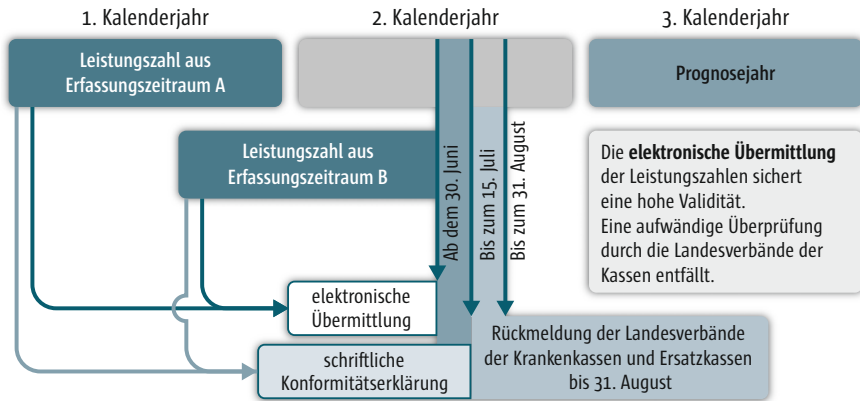 1. Kalenderjahr
2. Kalenderjahr
3. Kalenderjahr
Leistungszahl aus
Erfassungszeitraum A
Prognosejahr
Leistungszahl aus
Erfassungszeitraum B
Ab dem 30. Juni
Bis zum 15. Juli
Bis zum 31. August
Die elektronische Übermittlung
der Leistungszahlen sichert
eine hohe Validität.
Eine aufwändige Überprüfung
durch die Landesverbände der
Kassen entfällt.
elektronische
Übermittlung
schriftliche
Konformitätserklärung
Rückmeldung der Landesverbände
der Krankenkassen und Ersatzkassen
bis 31. August